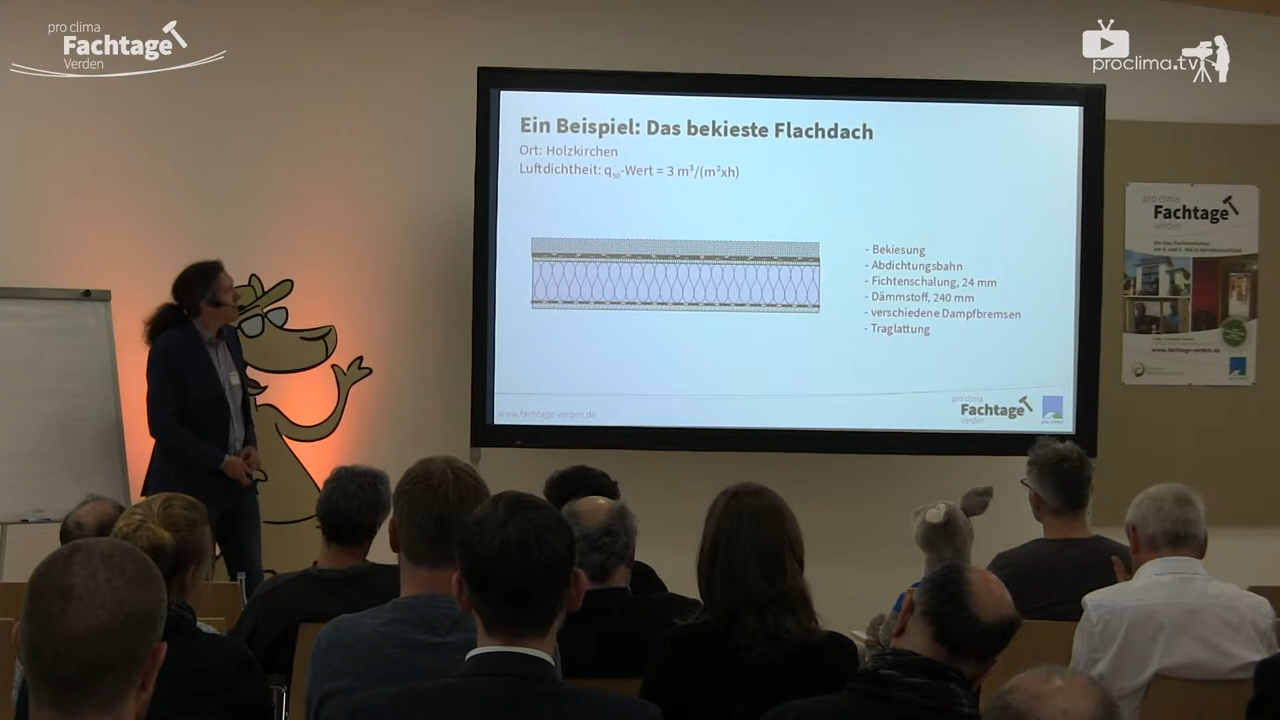 pro clima
Fachtage
Verden
proclima.tv
Ein Beispiel: Das bekieste Flachdach
Ort: Holzkirchen
Luftdichtheit: q₅₀-Wert = 3 m³/(m²xh)
- Bekiesung
- Abdichtungsbahn
- Fichtenschalung, 24 mm
- Dämmstoff, 240 mm
- verschiedene Dampfbremsen
- Traglattung
www.fachtage-verden.de
pro clima
Fachtage
Verden
pro clima
pro clima
Fachtage
verden
www.fachtage-verden.de